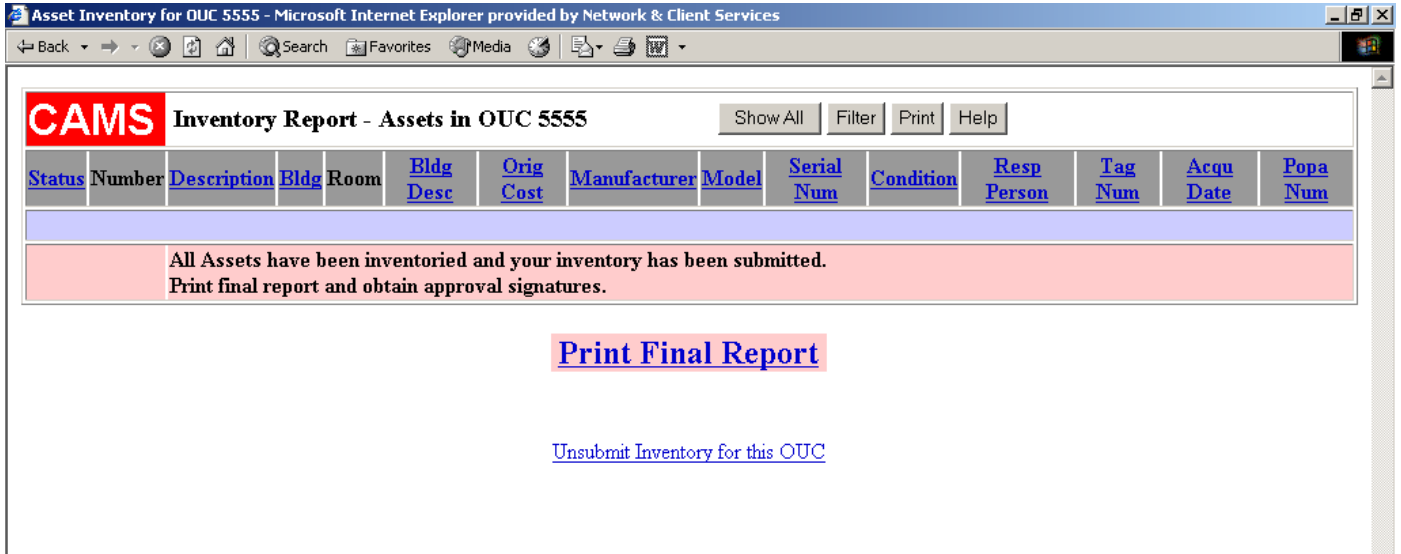 Asset Inventory for OUC 5555 - Microsoft Internet Explorer provided by Network & Client Services
Back Search Favorites Media
CAMS Inventory Report - Assets in OUC 5555 Show All Filter Print Help
Status Number Description Bldg Room Bldg Desc Orig Cost Manufacturer Model Serial Num Condition Resp Person Tag Num Acqu Date Popa Num
All Assets have been inventoried and your inventory has been submitted.
Print final report and obtain approval signatures.
Print Final Report
Unsubmit Inventory for this OUC